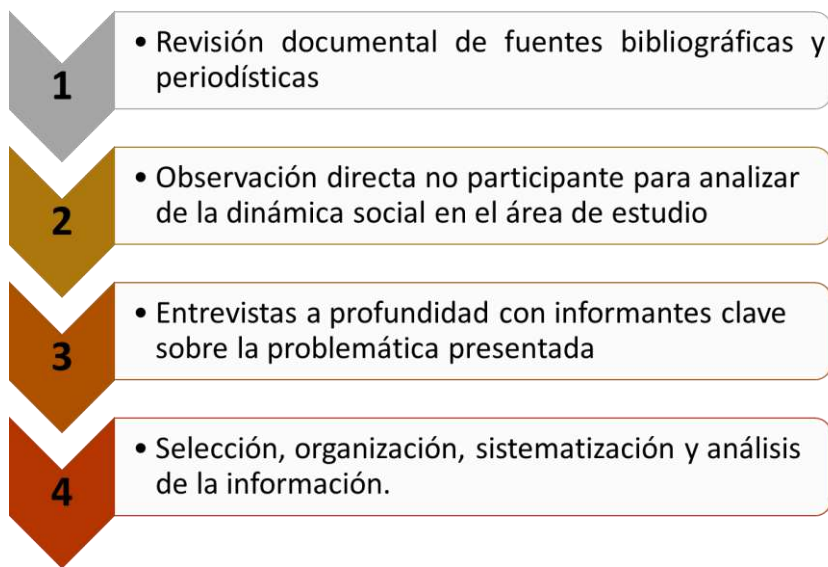 1
• Revisión documental de fuentes bibliográficas y
periodísticas
2
• Observación directa no participante para analizar
de la dinámica social en el área de estudio
3
• Entrevistas a profundidad con informantes clave
sobre la problemática presentada
4
• Selección, organización, sistematización y análisis
de la información.